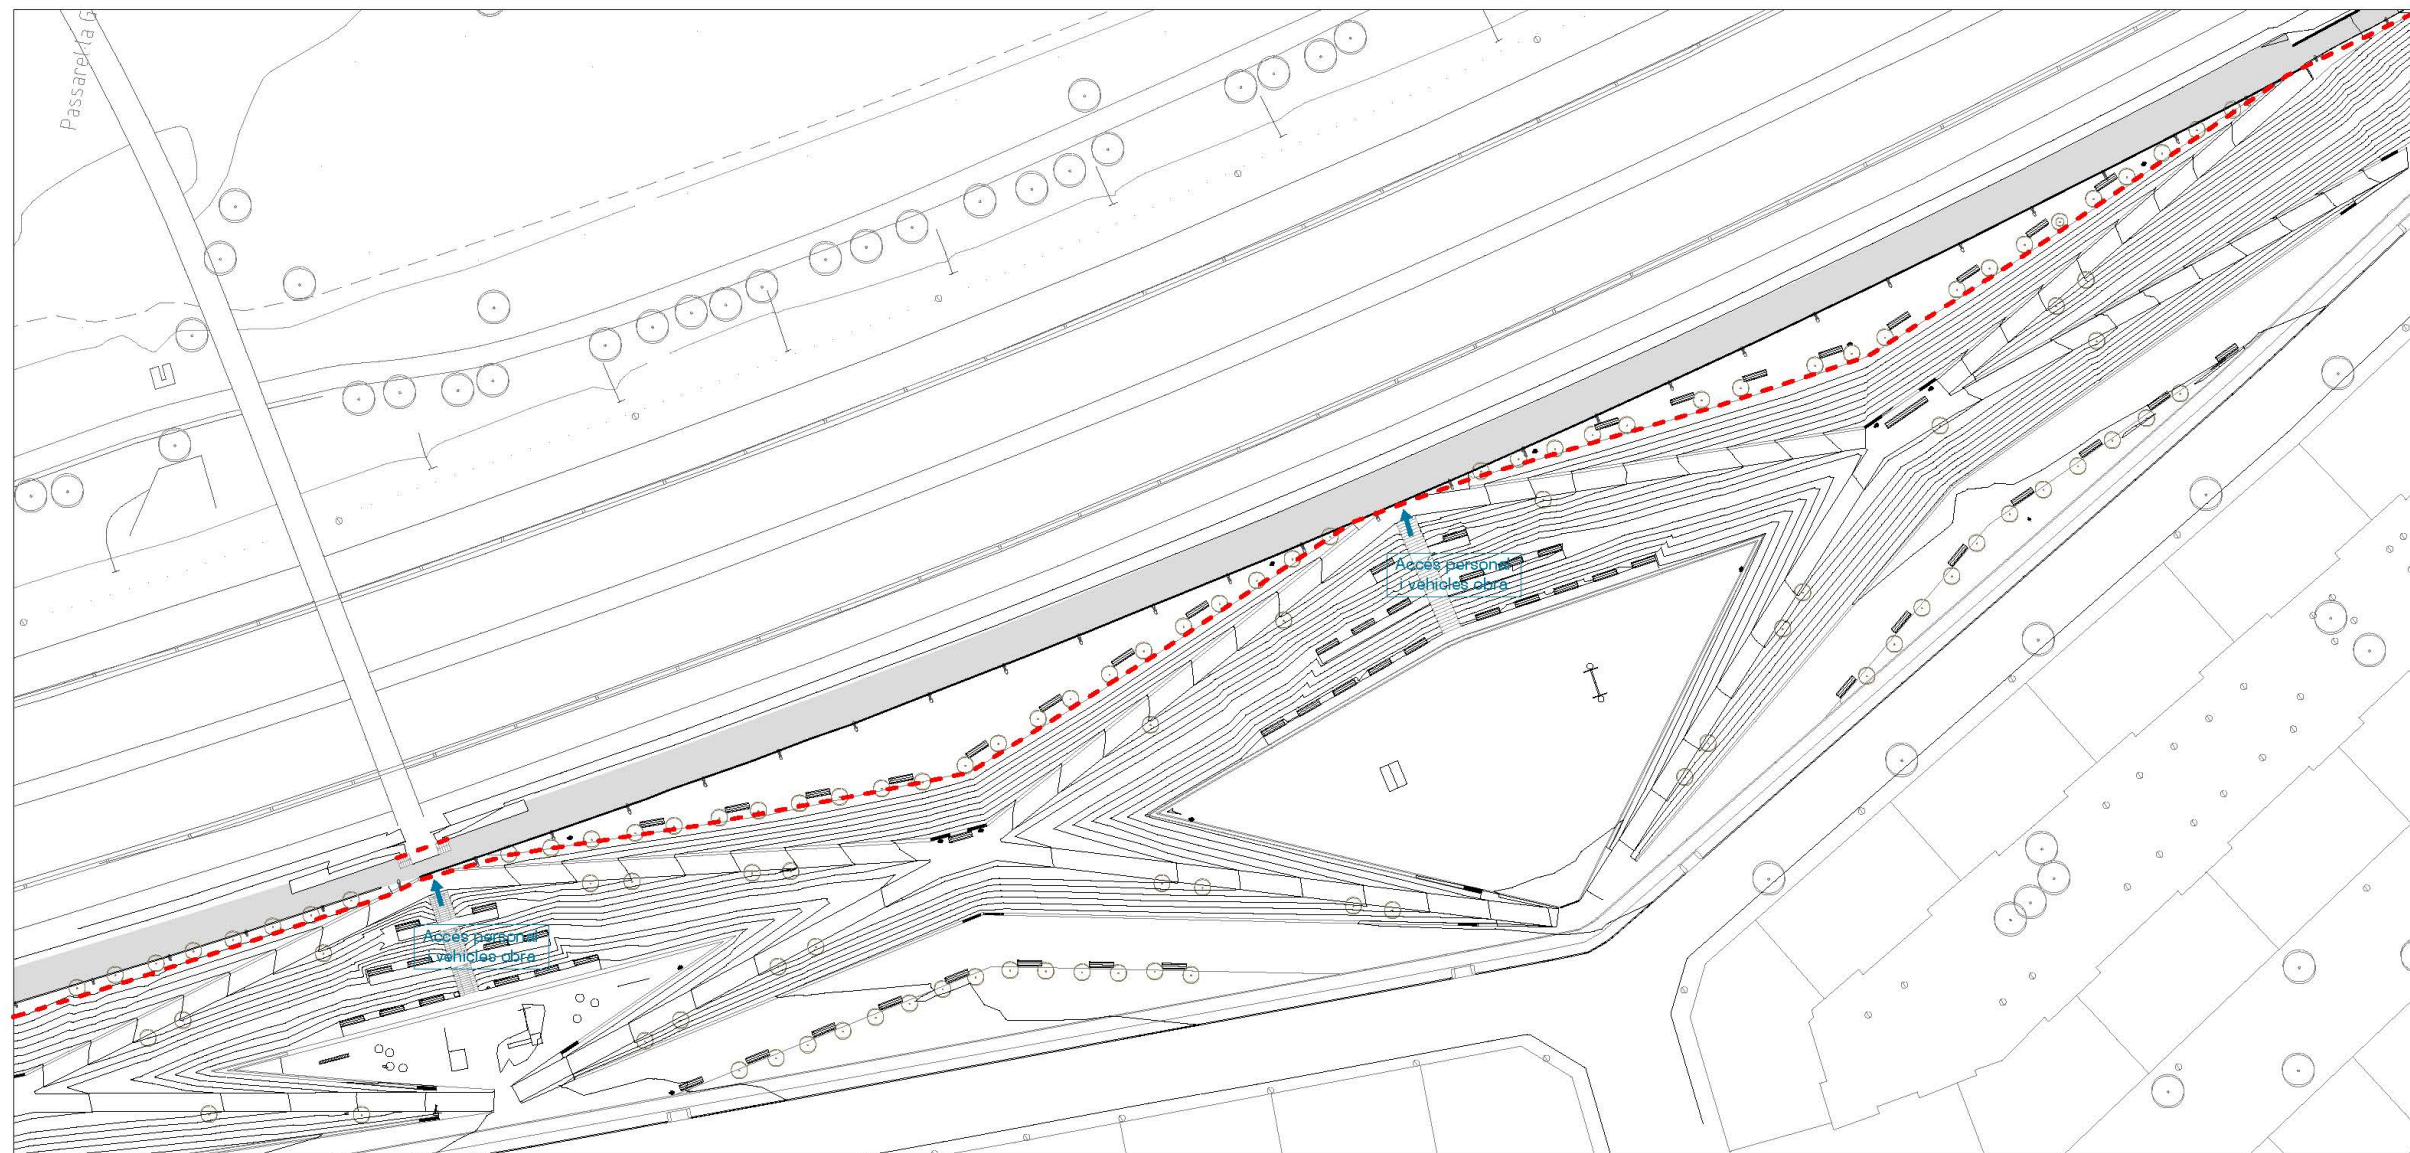 Passarel·la
Accés personal
i vehicles obra
Accés personal
i vehicles obra